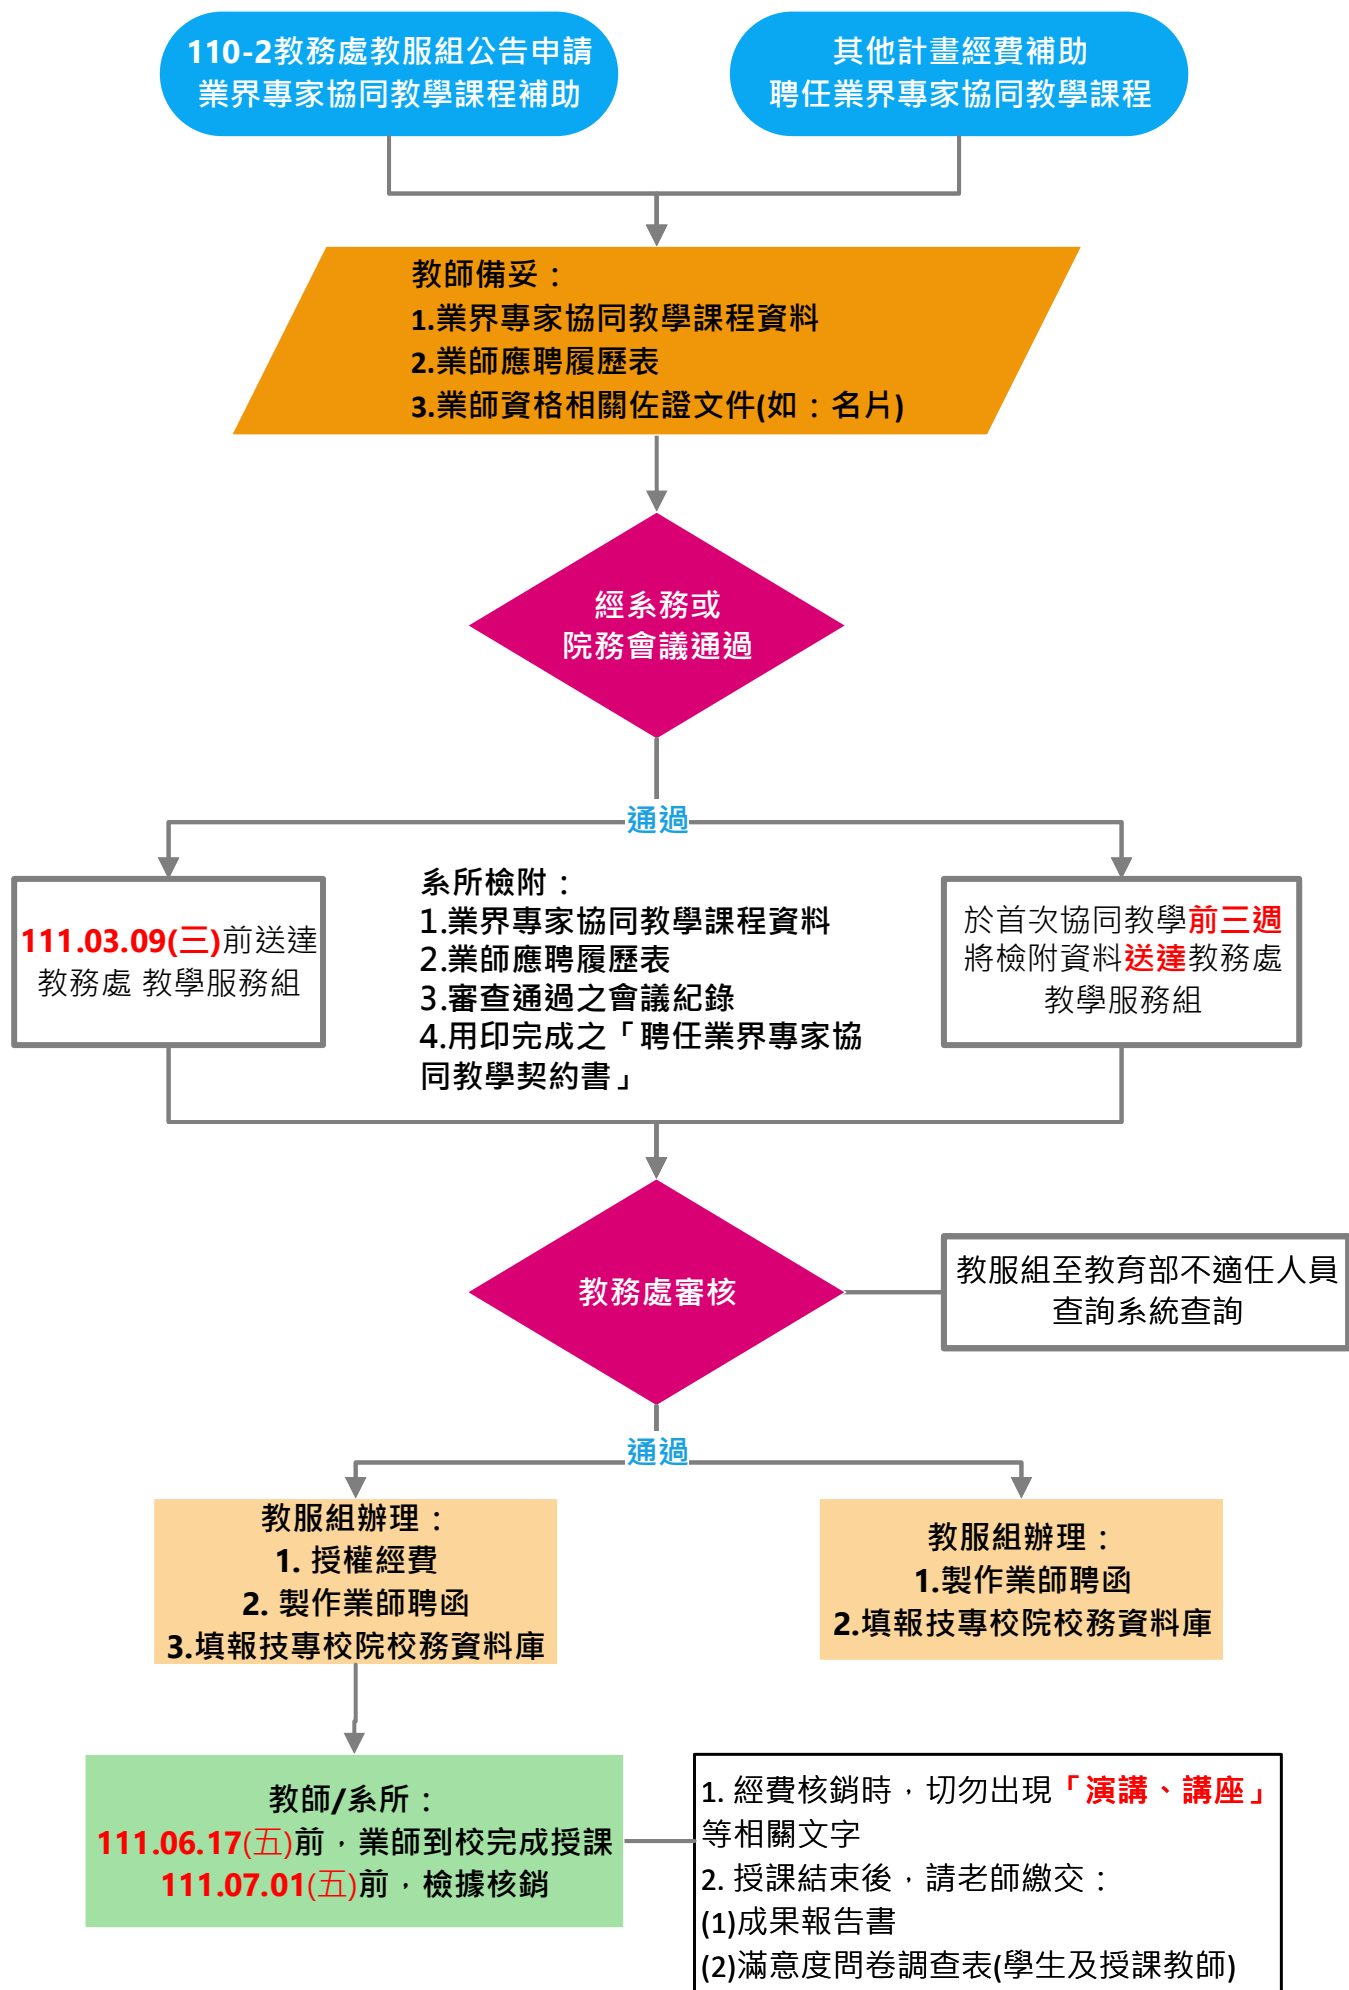 110-2教務處教服組公告申請
業界專家協同教學課程補助
其他計畫經費補助
聘任業界專家協同教學課程
教師備妥：
1.業界專家協同教學課程資料
2.業師應聘履歷表
3.業師資格相關佐證文件(如：名片)
經系務或
院務會議通過
通過
111.03.09(三)前送達
教務處 教學服務組
系所檢附：
1.業界專家協同教學課程資料
2.業師應聘履歷表
3.審查通過之會議紀錄
4.用印完成之「聘任業界專家協
同教學契約書」
於首次協同教學前三週
將檢附資料送達教務處
教學服務組
教務處審核
教服組至教育部不適任人員
查詢系統查詢
通過
教服組辦理：
1. 授權經費
2. 製作業師聘函
3.填報技專校院校務資料庫
教服組辦理：
1.製作業師聘函
2.填報技專校院校務資料庫
教師/系所：
111.06.17(五)前，業師到校完成授課
111.07.01(五)前，檢據核銷
1. 經費核銷時，切勿出現「演講、講座」
等相關文字
2. 授課結束後，請老師繳交：
(1)成果報告書
(2)滿意度問卷調查表(學生及授課教師)